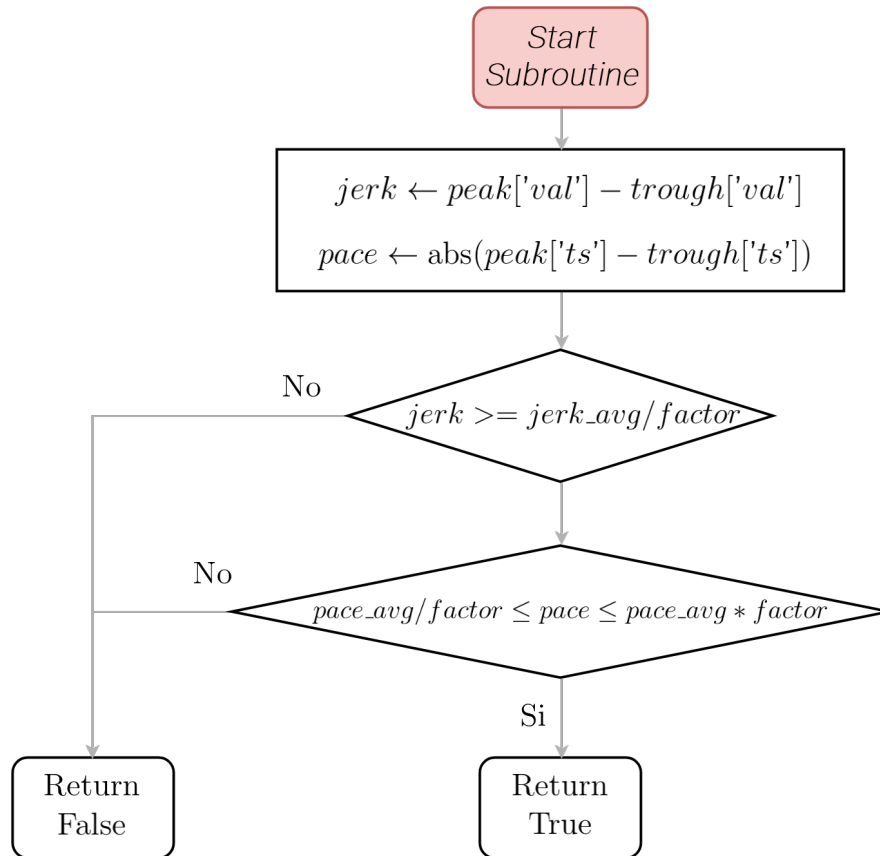 Start
Subroutine
jerk ← peak['val'] − trough['val']
pace ← abs(peak['ts'] − trough['ts'])
No
jerk >= jerk_avg/factor
No
pace_avg/factor ≤ pace ≤ pace_avg ∗ factor
Si
Return
False
Return
True